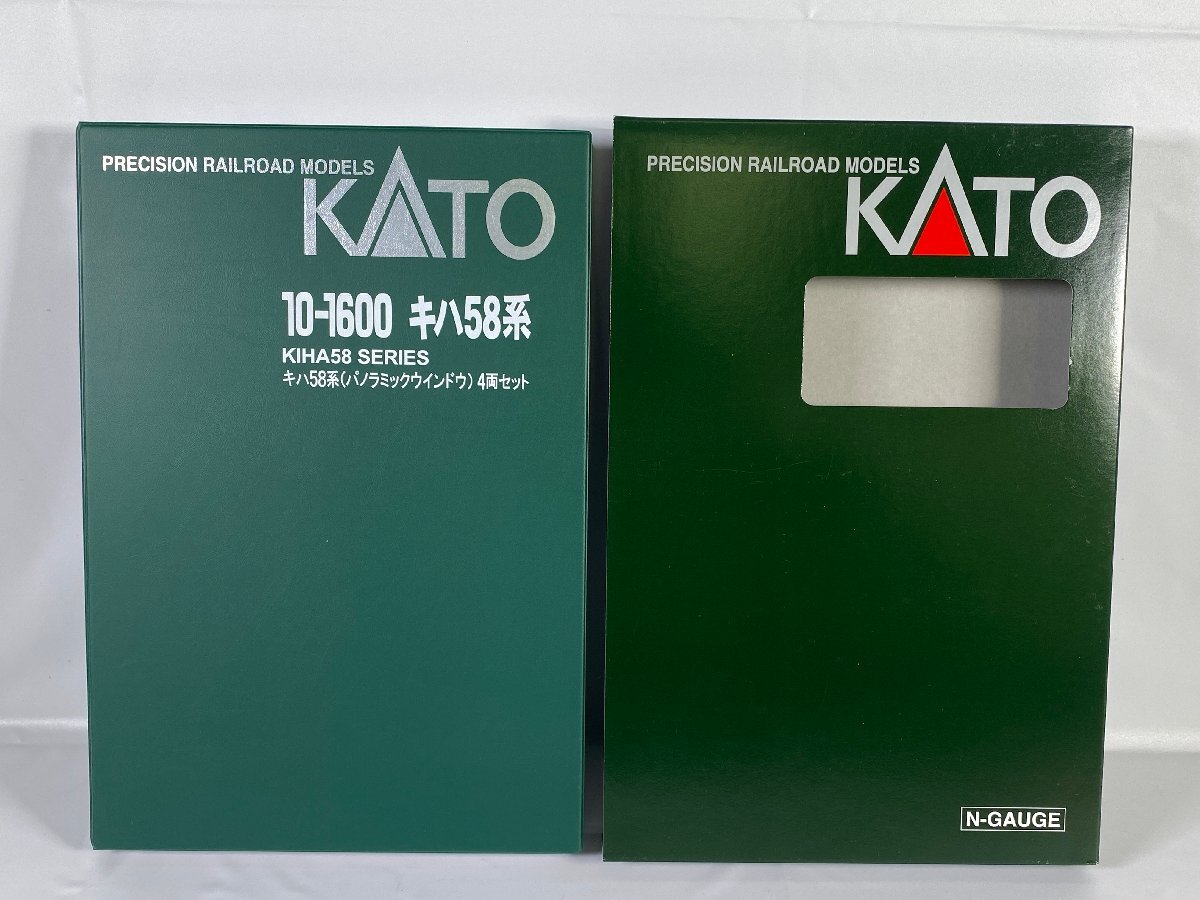 PRECISION RAILROAD MODELS
KATO
10-1600 キハ58系
KIHA58 SERIES
キハ58系(パノラミックウインドウ) 4両セット
PRECISION RAILROAD MODELS
KATO
N-GAUGE